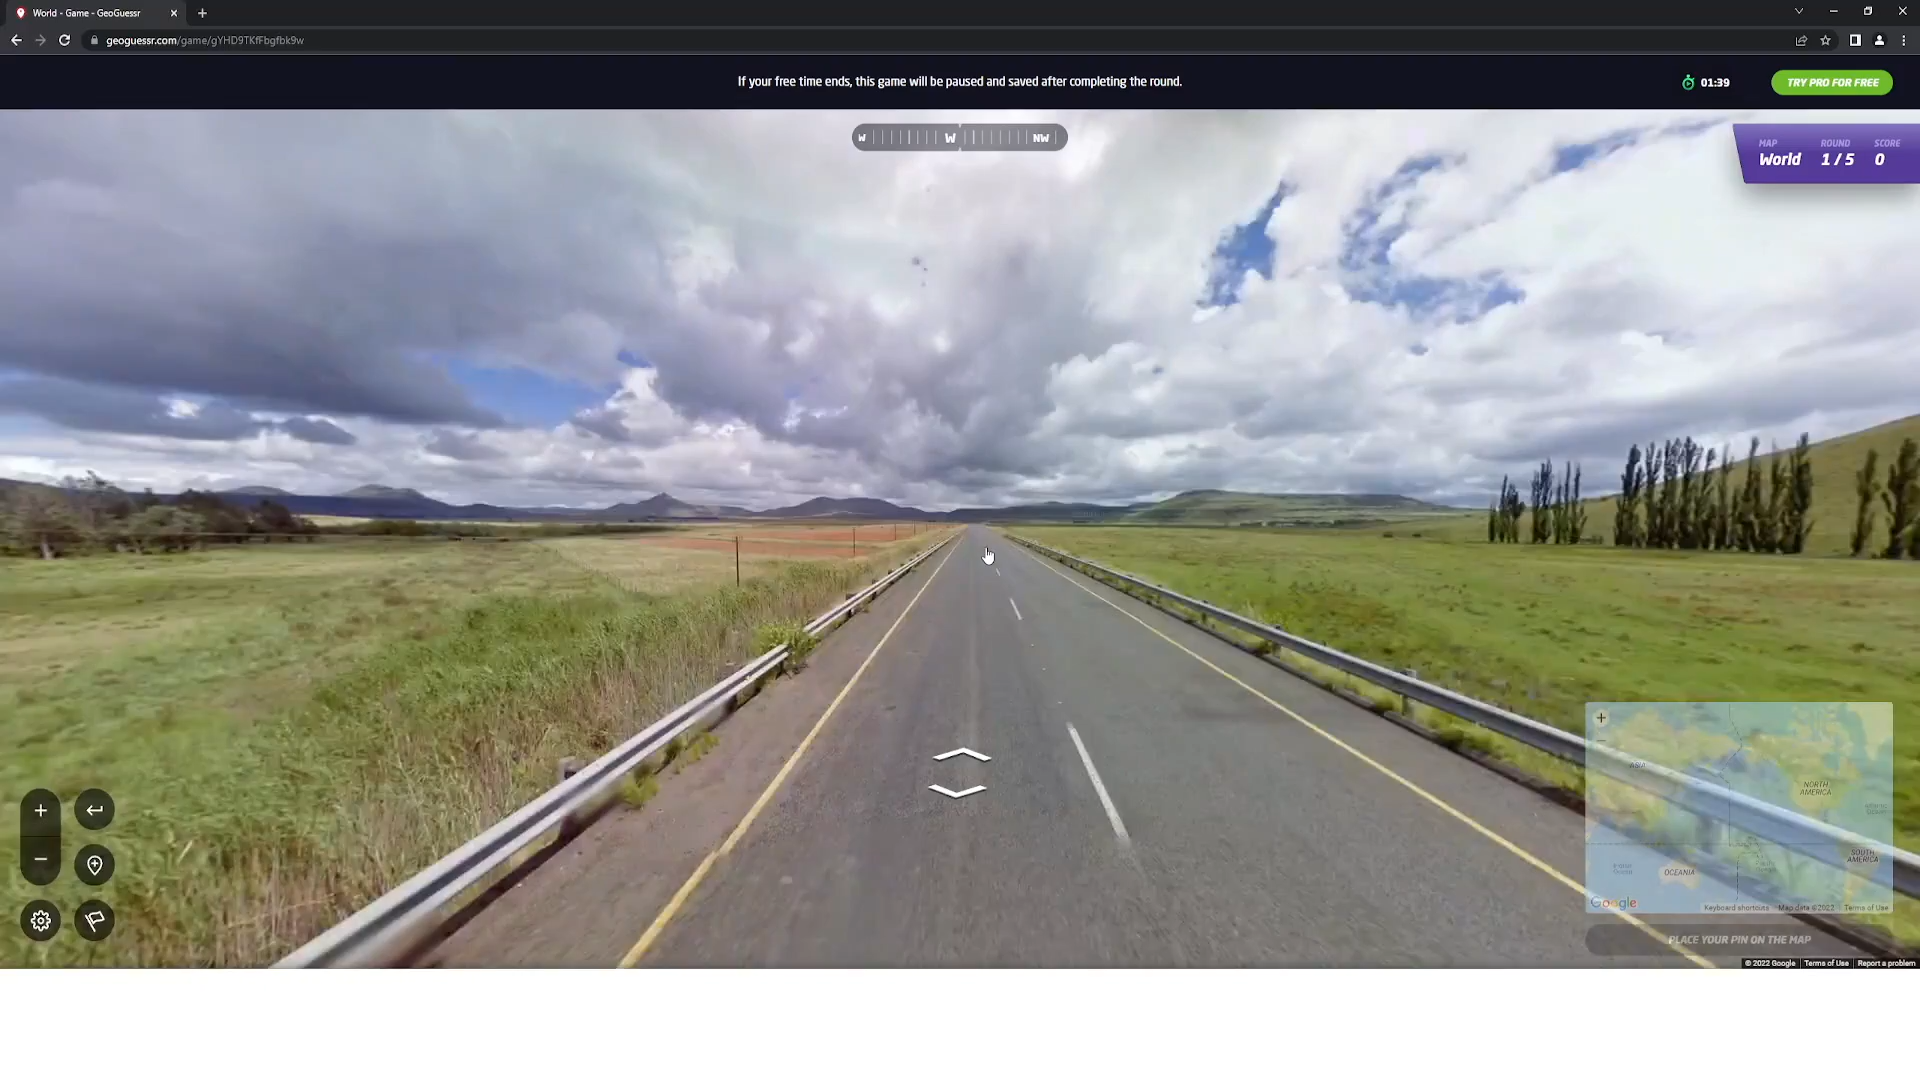 World - Game - GeoGuessr
geoguessr.com/game/gYHD9TKfFbgfbk9w
If your free time ends, this game will be paused and saved after completing the round.
01:39
TRY PRO FOR FREE
W
W
NW
MAP
World
ROUND
1 / 5
SCORE
0
ASIA
NORTH
AMERICA
SOUTH
AMERICA
OCEANIA
Google
Keyboard shortcuts
Map data ©2022
Terms of Use
PLACE YOUR PIN ON THE MAP
© 2022 Google
Terms of Use
Report a problem